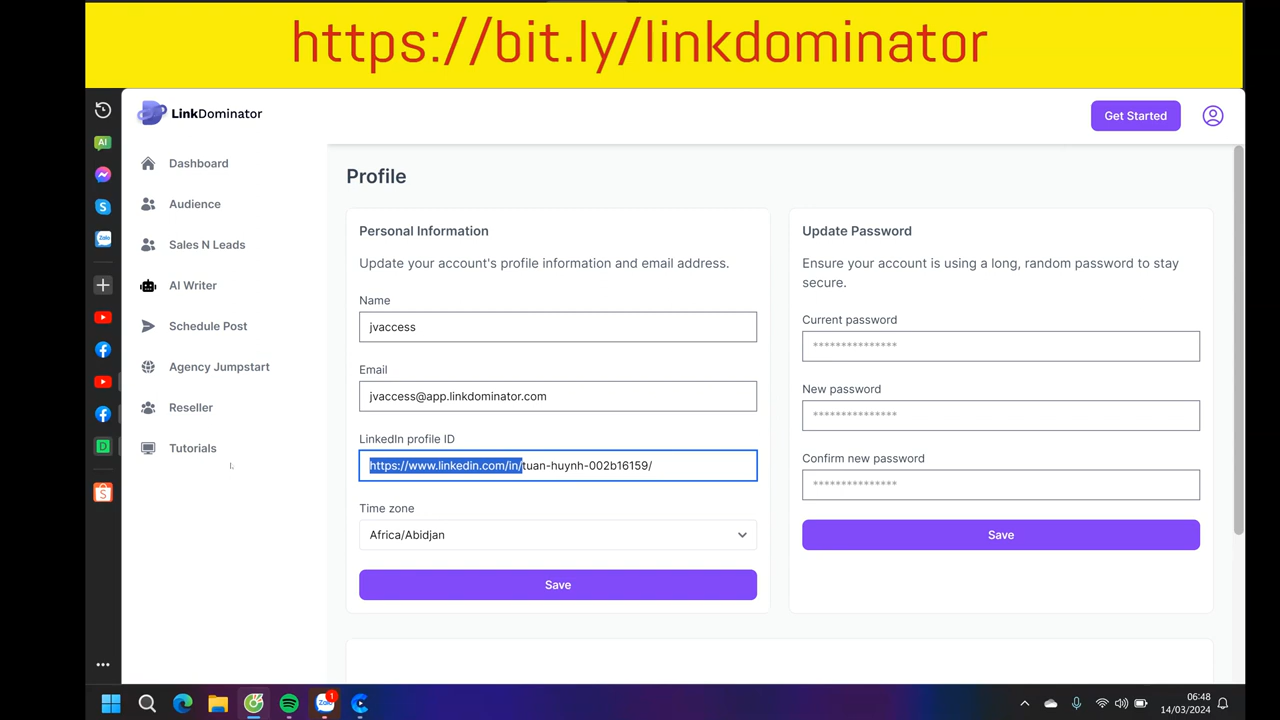 https://bit.ly/linkdominator
LinkDominator
Get Started
AI
Dashboard
Audience
Sales N Leads
AI Writer
Schedule Post
Agency Jumpstart
Reseller
Tutorials
Profile
Personal Information
Update your account's profile information and email address.
Name
jvaccess
Email
jvaccess@app.linkdominator.com
LinkedIn profile ID
https://www.linkedin.com/in/tuan-huynh-002b16159/
Time zone
Africa/Abidjan
Save
Update Password
Ensure your account is using a long, random password to stay
secure.
Current password
***************
New password
***************
Confirm new password
***************
Save
Zalo
Zalo
1
06:48
14/03/2024